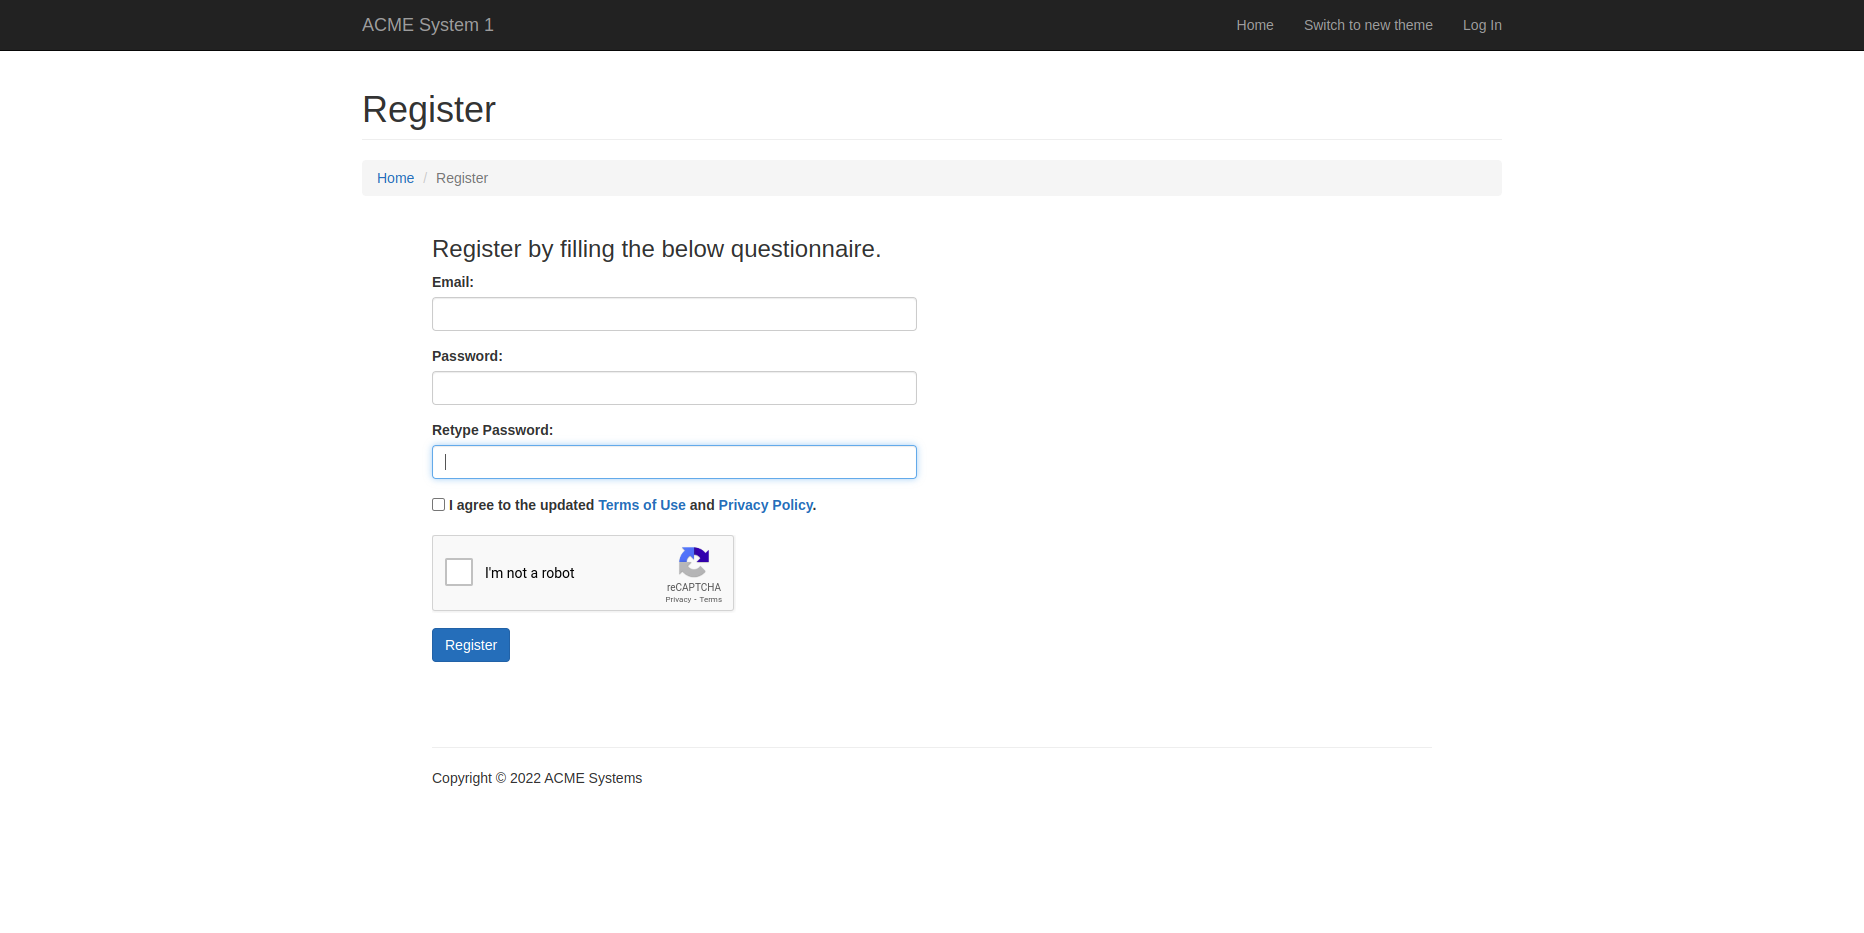 ACME System 1 Home Switch to new theme Log In
Register
Home / Register
Register by filling the below questionnaire.
Email:
Password:
Retype Password:
I agree to the updated Terms of Use and Privacy Policy.
I'm not a robot
reCAPTCHA
Privacy - Terms
Register
Copyright © 2022 ACME Systems